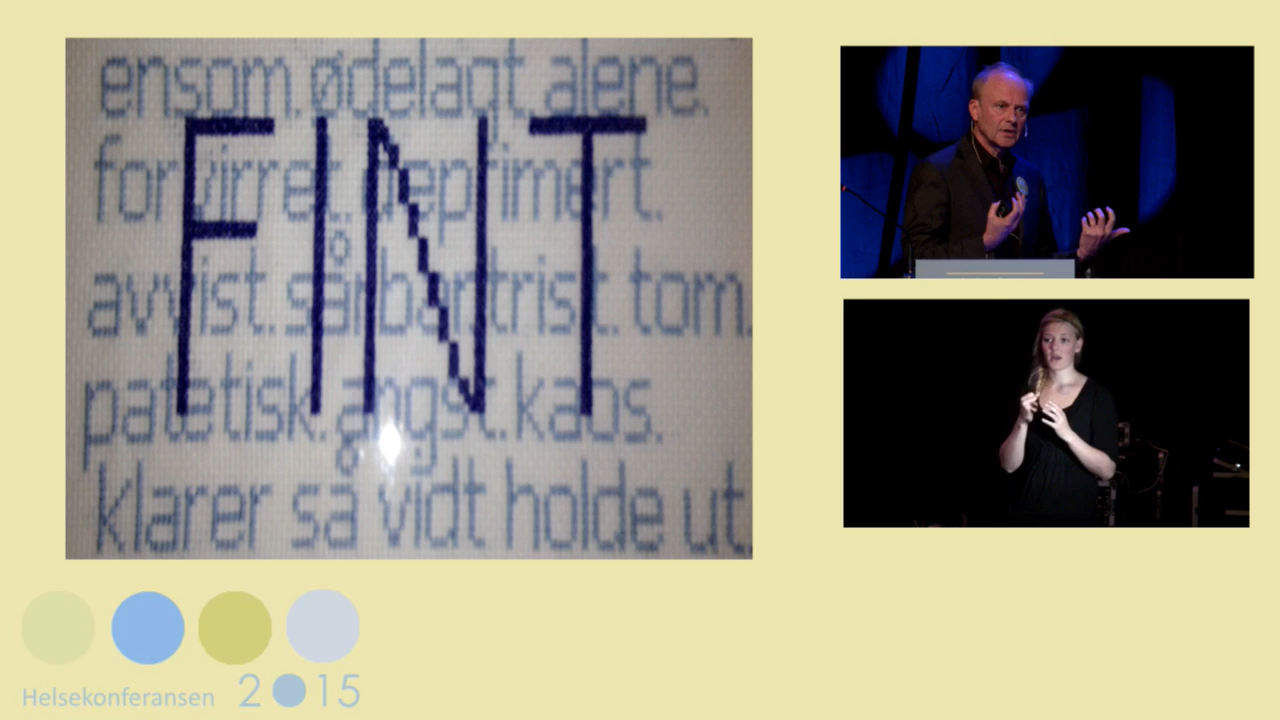 ensom. ødelagt. alene.
forvirret. deprimert.
avvist. sårbar. trist. tom.
patetisk. angst. kaos.
klarer så vidt holde ut.
FINT
Helsekonferansen 2015